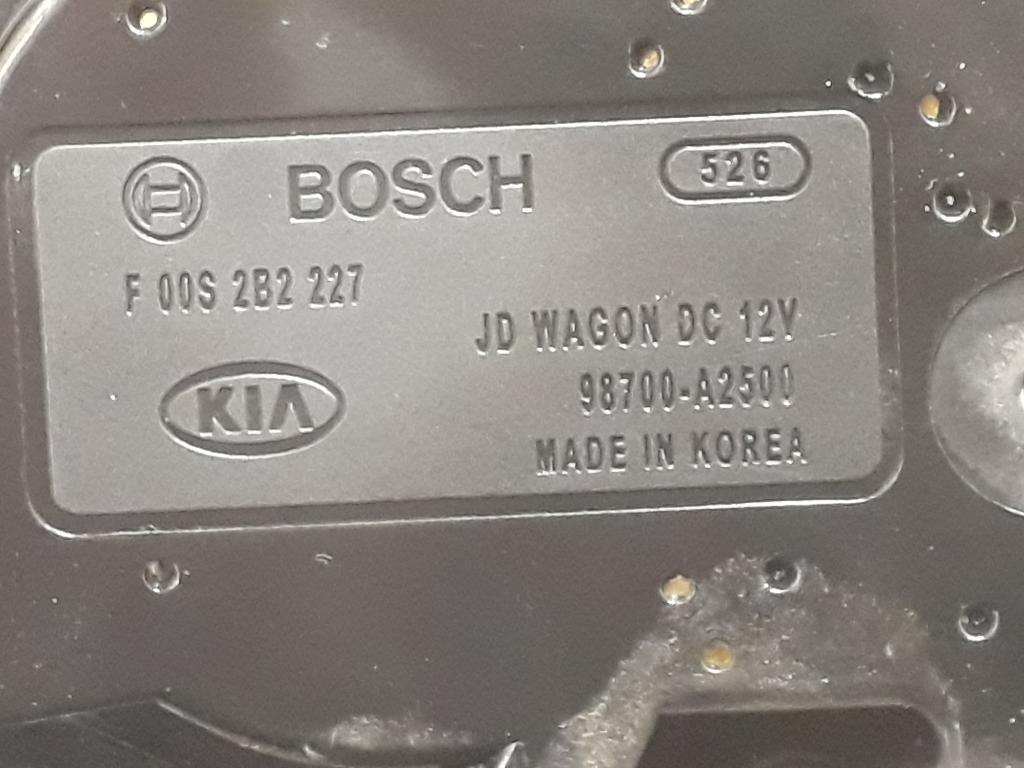 BOSCH
526
F 00S 2B2 227
JD WAGON DC 12V
KIA
98700-A2500
MADE IN KOREA